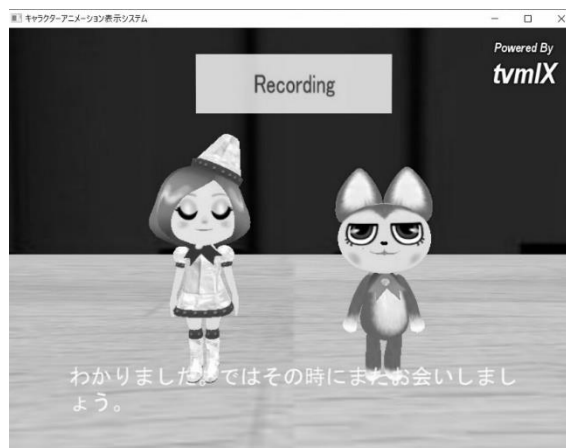 キャラクターアニメーション表示システム
Powered By
tvmlX
Recording
わかりました。ではその時にまたお会いしまし
ょう。